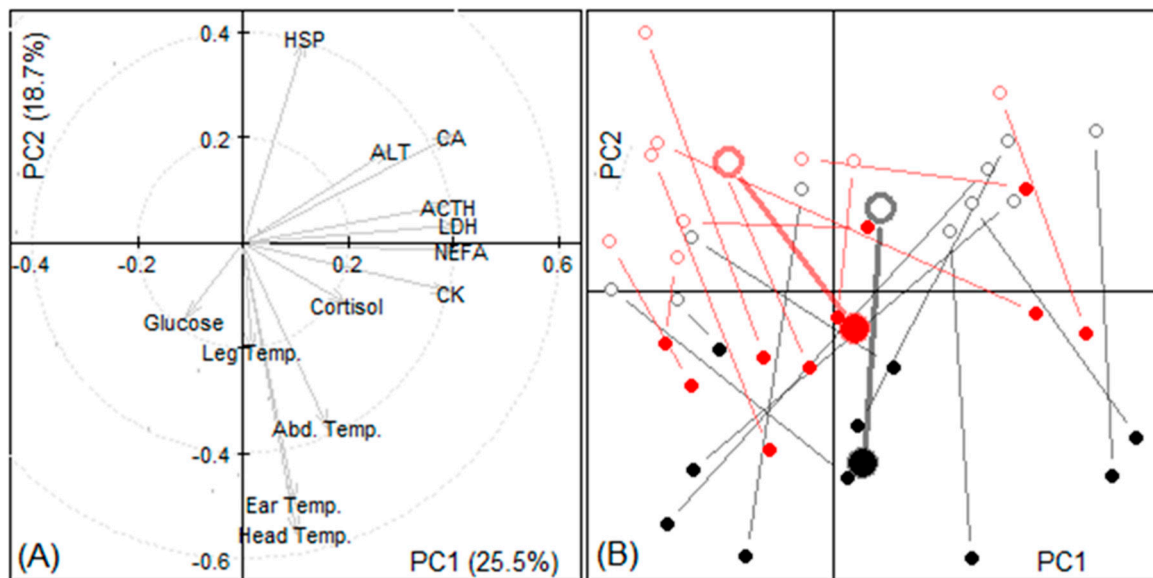 0.4
HSP
PC2 (18.7%)
0.2
ALT
CA
ACTH
LDH
0.0
-0.4
-0.2
0.2
NEFA
0.6
CK
Cortisol
Glucose
Leg Temp.
Abd. Temp.
-0.4
Ear Temp.
Head Temp.
(A)
-0.6
PC1 (25.5%)
PC2
(B)
PC1